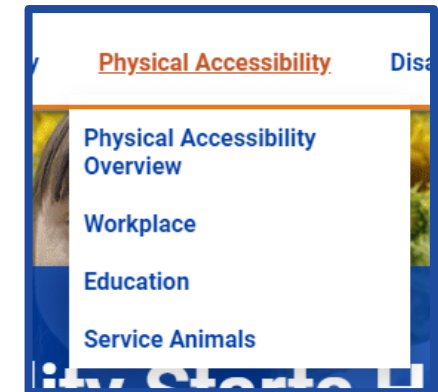 Physical Accessibility
Physical Accessibility
Overview
Workplace
Education
Service Animals